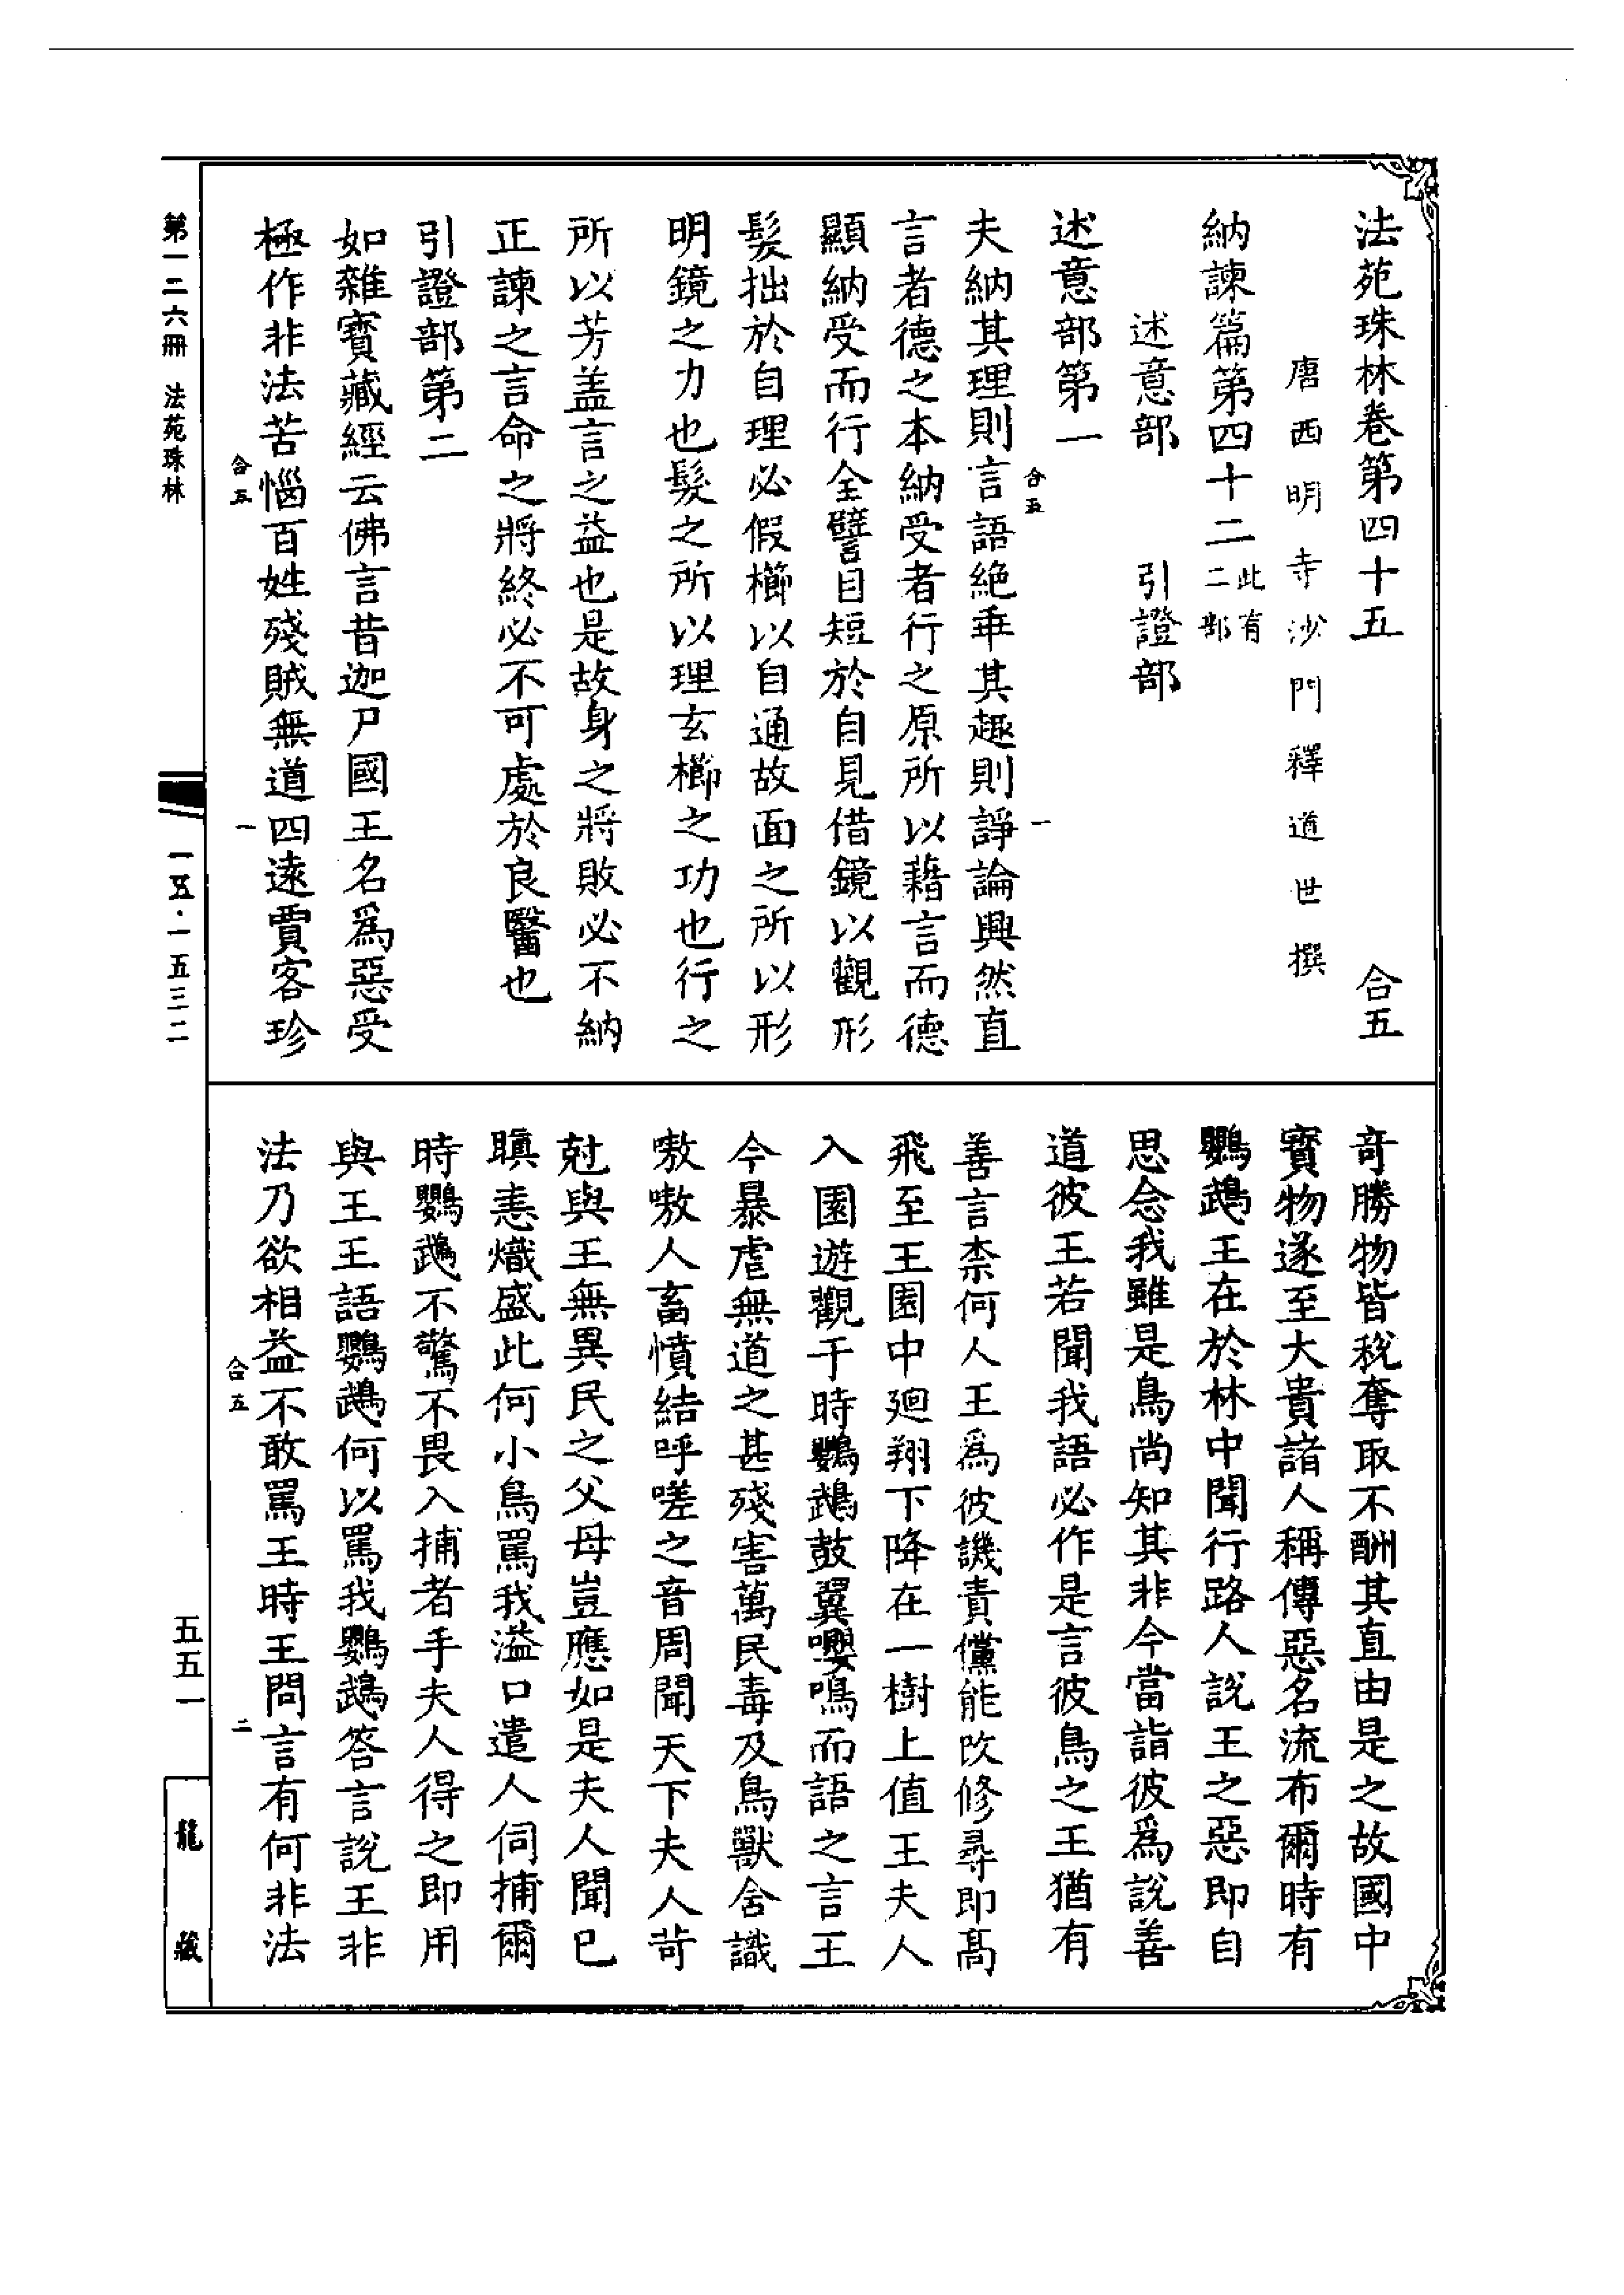 法苑珠林卷第四十五　合五
唐西明寺沙門釋道世撰
納諫篇第四十二此有二部
述意部　引證部
述意部第一
合五　一
夫納其理則言語絕乖其趣則諍論興然直
言者德之本納受者行之原所以藉言而德
顯納受而行全譬目短於自見借鏡以觀形
髮拙於自理必假櫛以自通故面之所以形
明鏡之力也髮之所以理玄櫛之功也行之
所以芳盖言之益也是故身之將敗必不納
正諫之言命之將終必不可處於良醫也
引證部第二
如雜寶藏經云佛言昔迦尸國王名為惡受
極作非法苦惱百姓殘賊無道四遠賈客珍
合五　一
奇勝物皆稅奪取不酬其直由是之故國中
寶物遂至大貴諸人稱傳惡名流布爾時有
鸚鵡王在於林中聞行路人說王之惡即自
思念我雖是鳥尚知其非今當詣彼為說善
道彼王若聞我語必作是言彼鳥之王猶有
善言柰何人王為彼譏責儻能改修尋即高
飛至王園中迴翔下降在一樹上值王夫人
入園遊觀于時鸚鵡鼓翼嚶鳴而語之言王
今暴虐無道之甚殘害萬民毒及鳥獸含識
嗷嗷人畜憤結呼嗟之音周聞天下夫人苛
尅與王無異民之父母豈應如是夫人聞已
瞋恚熾盛此何小鳥罵我溢口遣人伺捕爾
時鸚鵡不驚不畏入捕者手夫人得之即用
與王王語鸚鵡何以罵我鸚鵡答言說王非
法乃欲相益不敢罵王時王問言有何非法
合五　二
第一二六冊　法苑珠林
一五·一五三二
五五一
龍藏